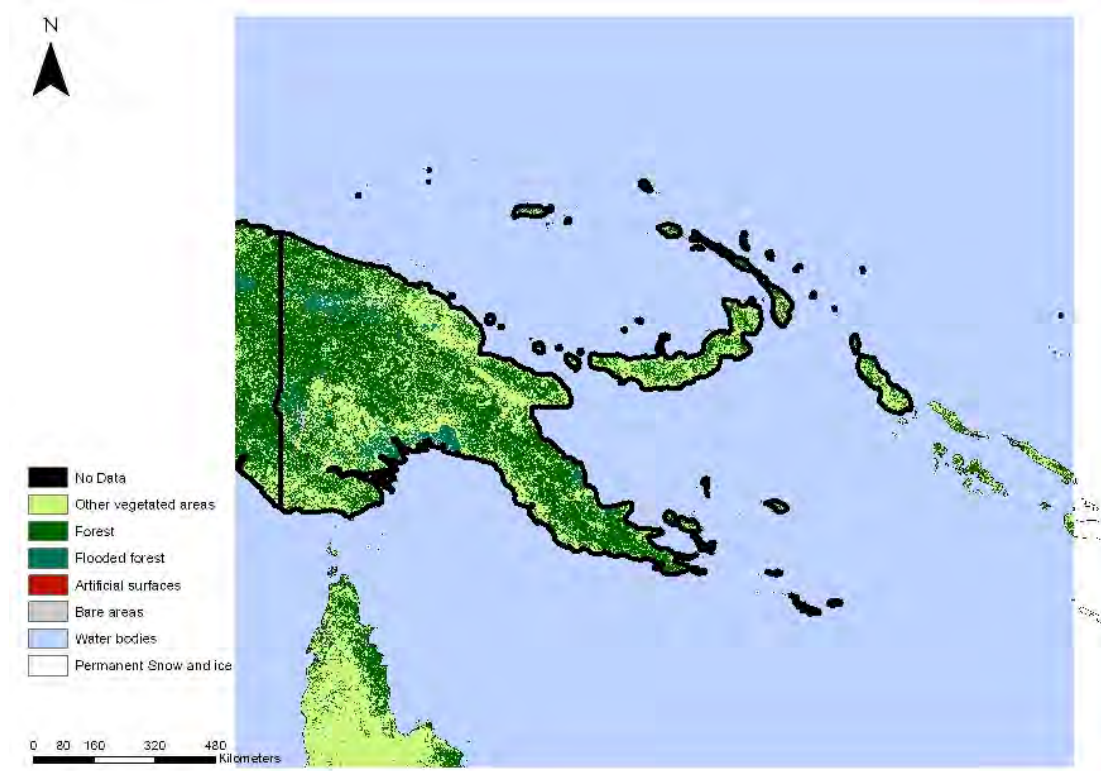 N
No Data
Other vegetated areas
Forest
Flooded forest
Artificial surfaces
Bare areas
Water bodies
Permanent Snow and ice
0 80 160 320 480
Kilometers